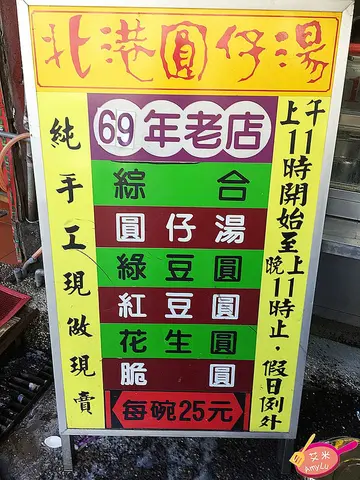 北港圓仔湯
69年老店
綜合
圓仔湯
綠豆圓
紅豆圓
花生圓
脆圓
每碗25元
純手工現做現賣
上午11時開始至
晚上11時止，假日例外
艾米
AmyLu